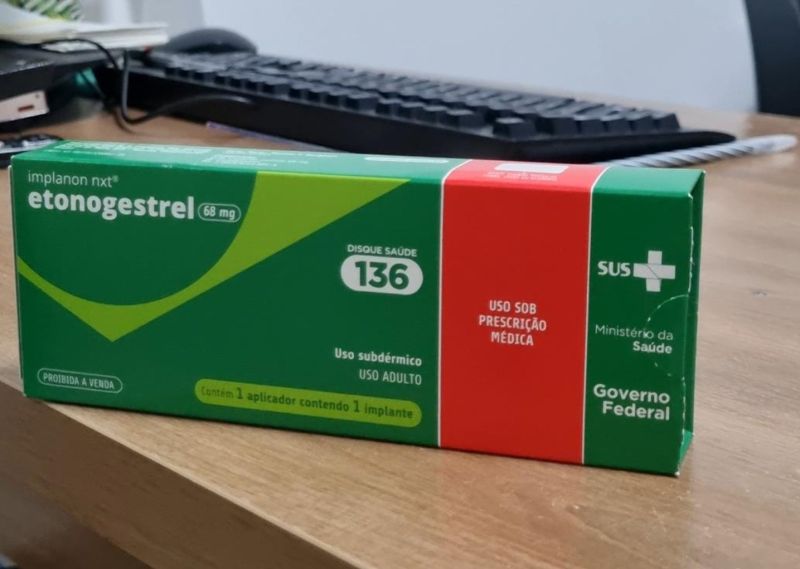 implanon nxt®
etonogestrel 68 mg
DISQUE SAÚDE
136
Uso subdérmico
USO ADULTO
PROIBIDA A VENDA
Contém 1 aplicador contendo 1 implante
USO SOB
PRESCRIÇÃO
MÉDICA
SUS
Ministério da
Saúde
Governo
Federal